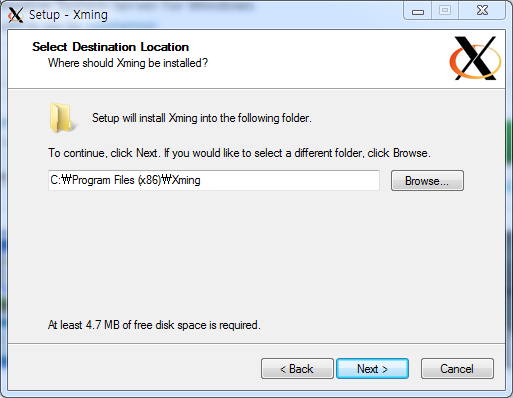 Setup - Xming
Select Destination Location
Where should Xming be installed?
Setup will install Xming into the following folder.
To continue, click Next. If you would like to select a different folder, click Browse.
C:₩Program Files (x86)₩Xming
Browse...
At least 4.7 MB of free disk space is required.
< Back
Next >
Cancel